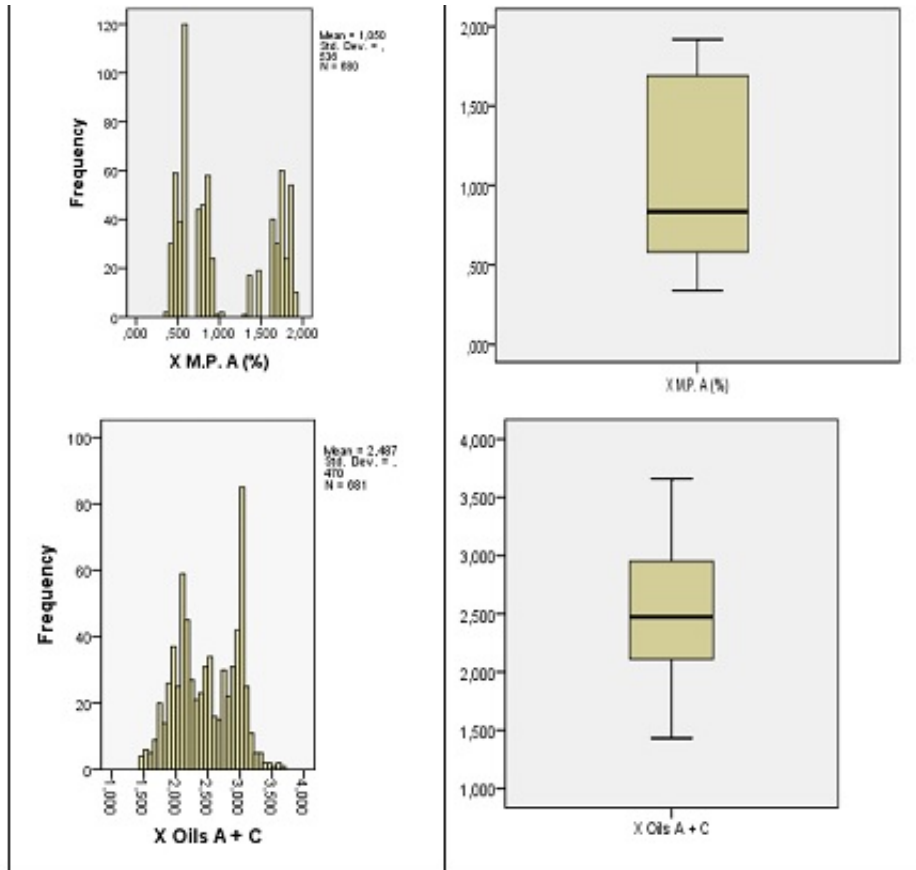 120
100
80
60
40
20
0
Frequency
,000 ,500 1,000 1,500 2,000
X M.P. A (%)
Mean = 1,050
Std. Dev. = ,
536
N = 680
2,000
1,500
1,000
,500
,000
X M.P. A (%)
100
80
60
40
20
0
Frequency
1,000 1,500 2,000 2,500 3,000 3,500 4,000
X Oils A + C
Mean = 2,487
Std. Dev. = ,
470
N = 681
4,000
3,500
3,000
2,500
2,000
1,500
1,000
X Oils A + C